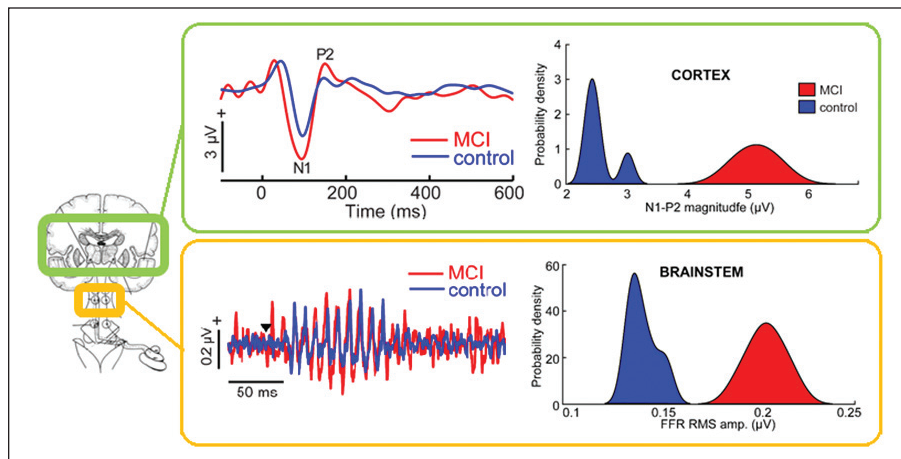 P2
MCI
control
N1
+
3 µV
0 200 400 600
Time (ms)
CORTEX
MCI
control
Probability density
4
3
2
1
0
2 3 4 5 6
N1-P2 magnitudfe (µV)
MCI
control
+
0.2 µV
50 ms
BRAINSTEM
Probability density
60
40
20
0
0.1 0.15 0.2 0.25
FFR RMS amp. (µV)